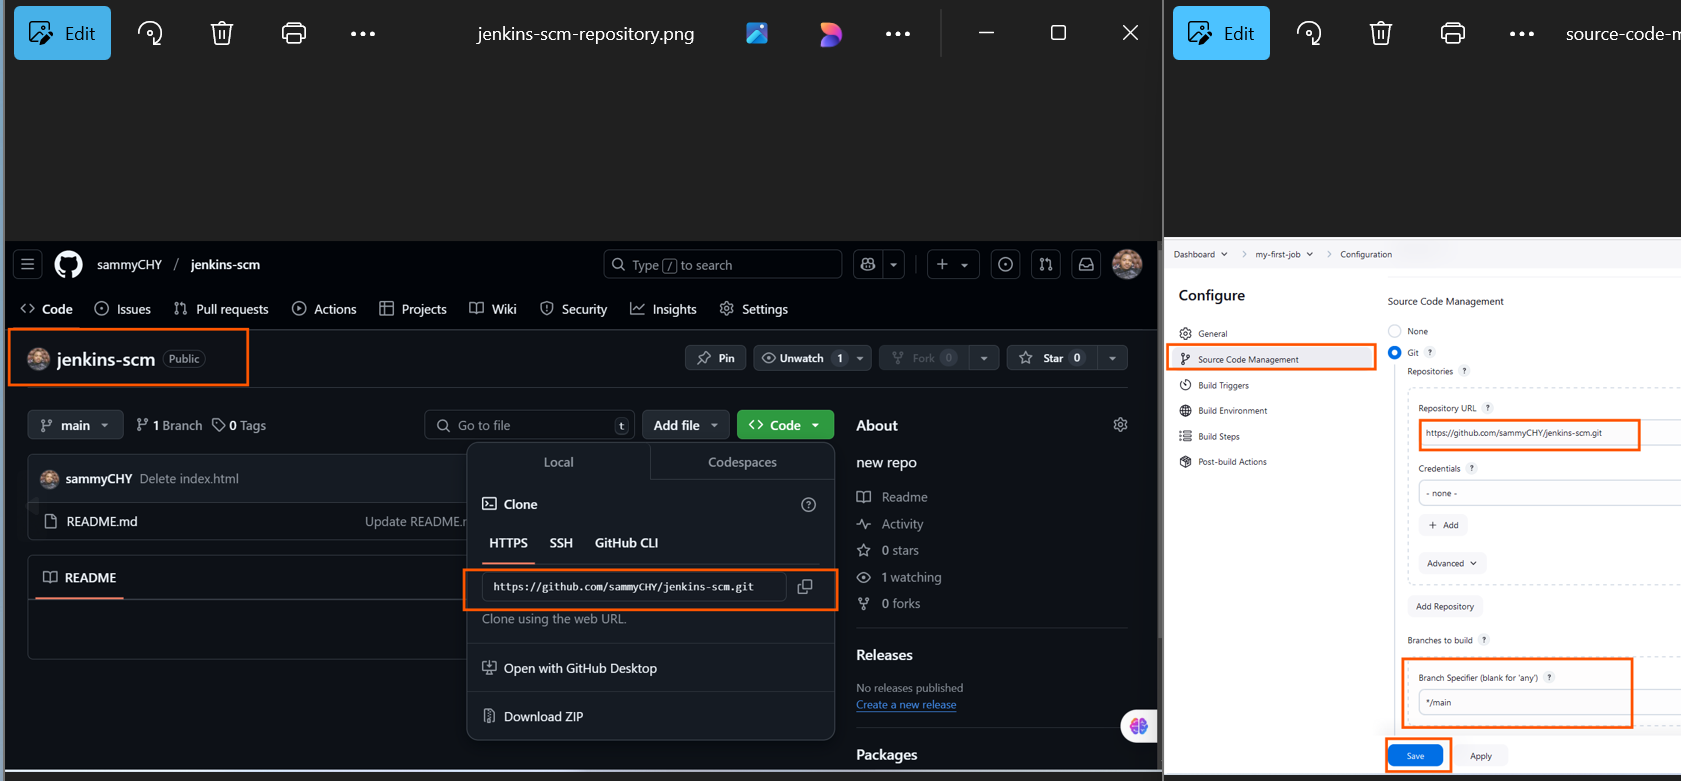 Edit
jenkins-scm-repository.png
sammyCHY / jenkins-scm
Type / to search
Code Issues Pull requests Actions Projects Wiki Security Insights Settings
jenkins-scm Public
Pin Unwatch 1 Fork 0 Star 0
main 1 Branch 0 Tags
Go to file t Add file Code
Local Codespaces
sammyCHY Delete index.html
README.md Update README.m
Clone
HTTPS SSH GitHub CLI
README
https://github.com/sammyCHY/jenkins-scm.git
Clone using the web URL.
Open with GitHub Desktop
Download ZIP
About
new repo
Readme
Activity
0 stars
1 watching
0 forks
Releases
No releases published
Create a new release
Packages
Edit
source-code-m
Dashboard > my-first-job > Configuration
Configure
General
Source Code Management
Build Triggers
Build Environment
Build Steps
Post-build Actions
Source Code Management
None
Git ?
Repositories ?
Repository URL ?
https://github.com/sammyCHY/jenkins-scm.git
Credentials ?
- none -
+ Add
Advanced
Add Repository
Branches to build ?
Branch Specifier (blank for 'any') ?
*/main
Save Apply